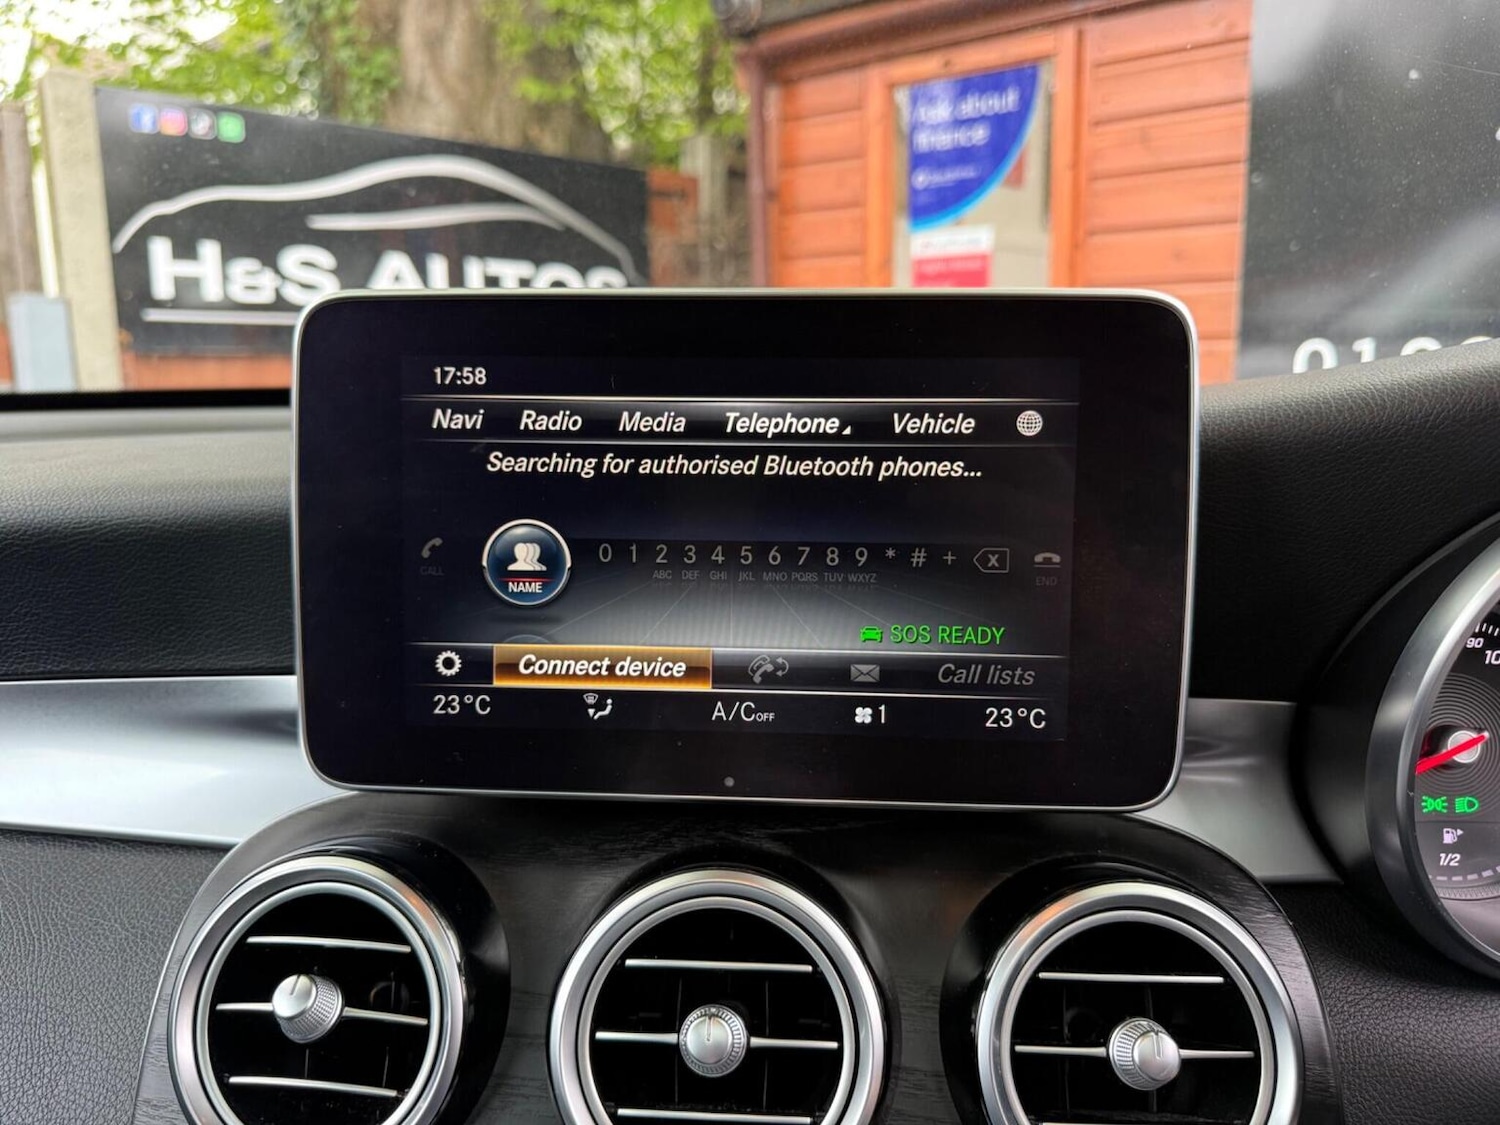 H&S AUTOS
Ask about
finance
17:58
Navi Radio Media Telephone Vehicle
Searching for authorised Bluetooth phones...
CALL
NAME
0 1 2 3 4 5 6 7 8 9 * # +
ABC DEF GHI JKL MNO PQRS TUV WXYZ
END
SOS READY
Connect device
Call lists
23°C
A/C OFF
1
23°C
90
1/2